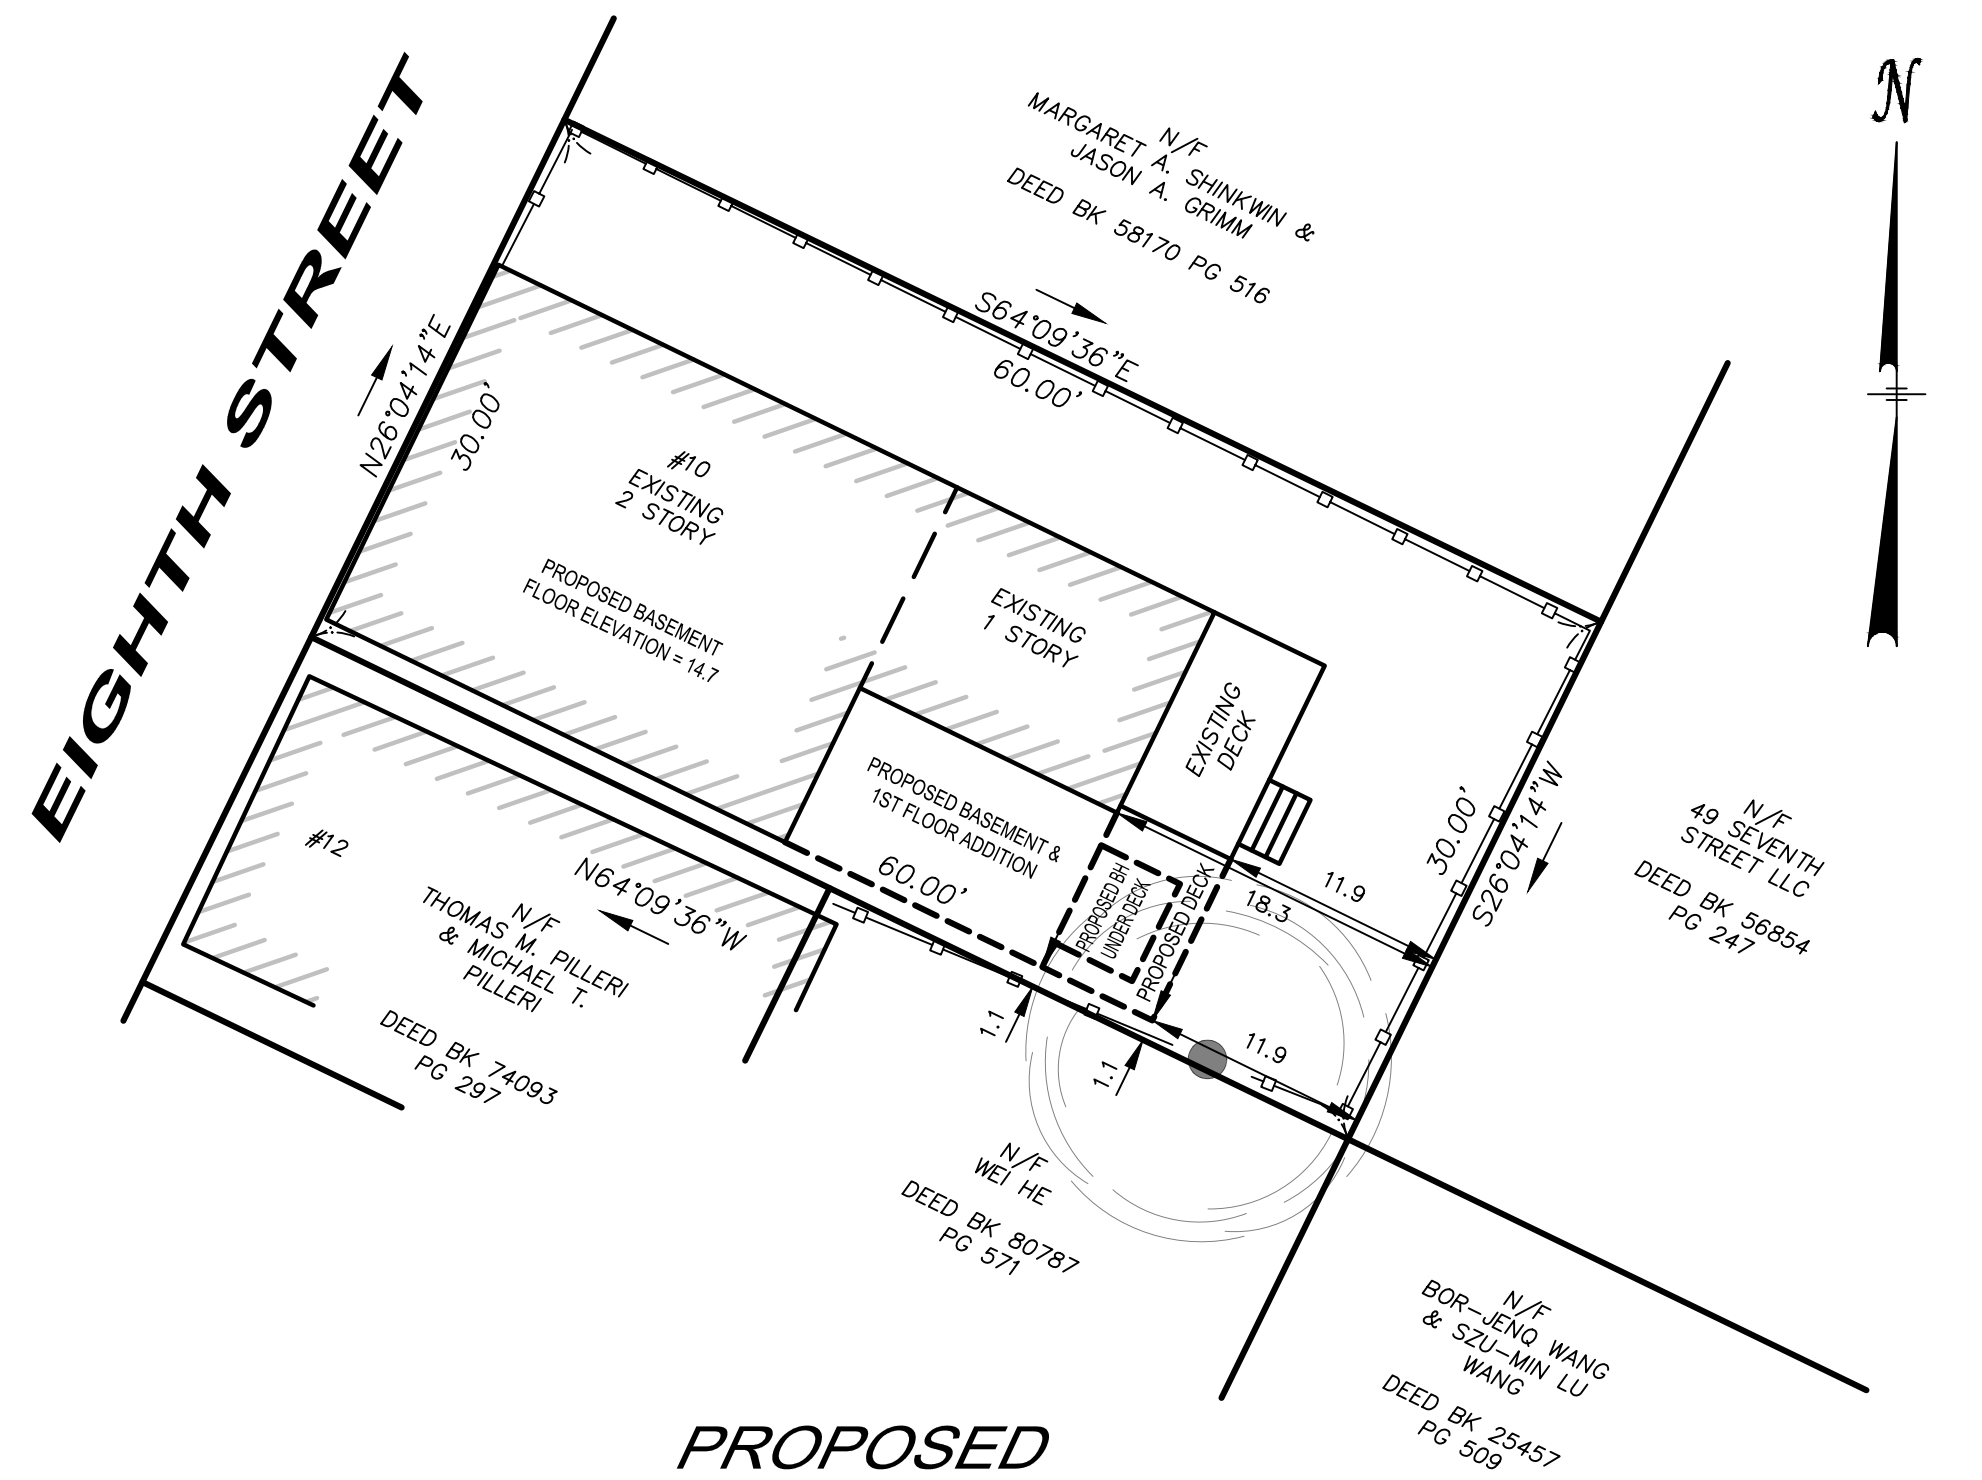 N
N/F
MARGARET A. SHINKWIN &
JASON A. GRIMM
DEED BK 58170 PG 516
EIGHTH STREET
S64°09'36"E
60.00'
N26°04'14"E
30.00'
#10
EXISTING
2 STORY
PROPOSED BASEMENT
FLOOR ELEVATION = 14.7
EXISTING
1 STORY
EXISTING
DECK
PROPOSED BASEMENT &
1ST FLOOR ADDITION
60.00'
PROPOSED BH
UNDER DECK
PROPOSED DECK
11.9
18.3
30.00'
S26°04'14"W
N/F
49 SEVENTH
STREET LLC
DEED BK 56854
PG 247
#12
N64°09'36"W
N/F
THOMAS M. PILLERI
& MICHAEL T.
PILLERI
DEED BK 74093
PG 297
1.1
1.1
11.9
N/F
WEI HE
DEED BK 80787
PG 571
N/F
BOR-JENQ WANG
& SZU-MIN LU
WANG
DEED BK 25457
PG 509
PROPOSED